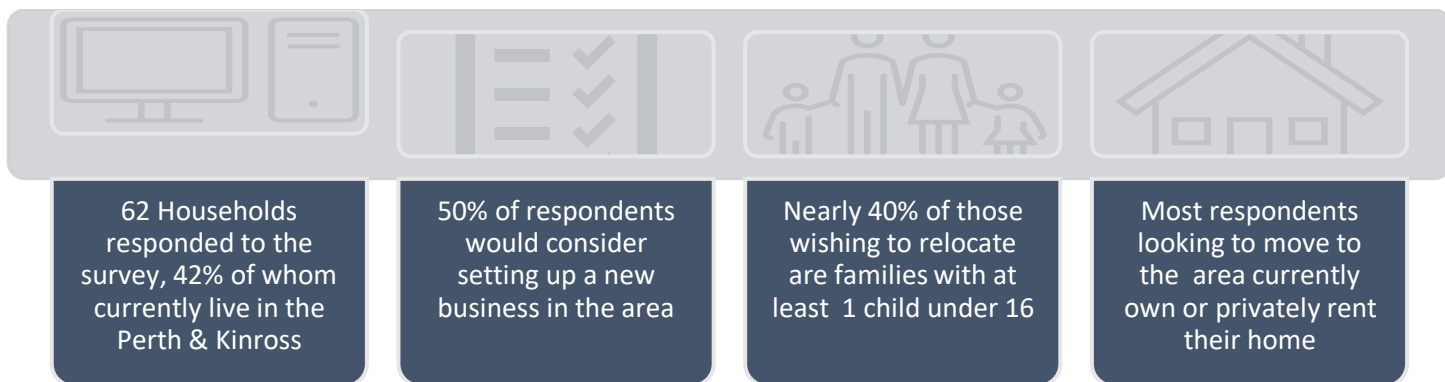 62 Households
responded to the
survey, 42% of whom
currently live in the
Perth & Kinross
50% of respondents
would consider
setting up a new
business in the area
Nearly 40% of those
wishing to relocate
are families with at
least  1 child under 16
Most respondents
looking to move to
the  area currently
own or privately rent
their home